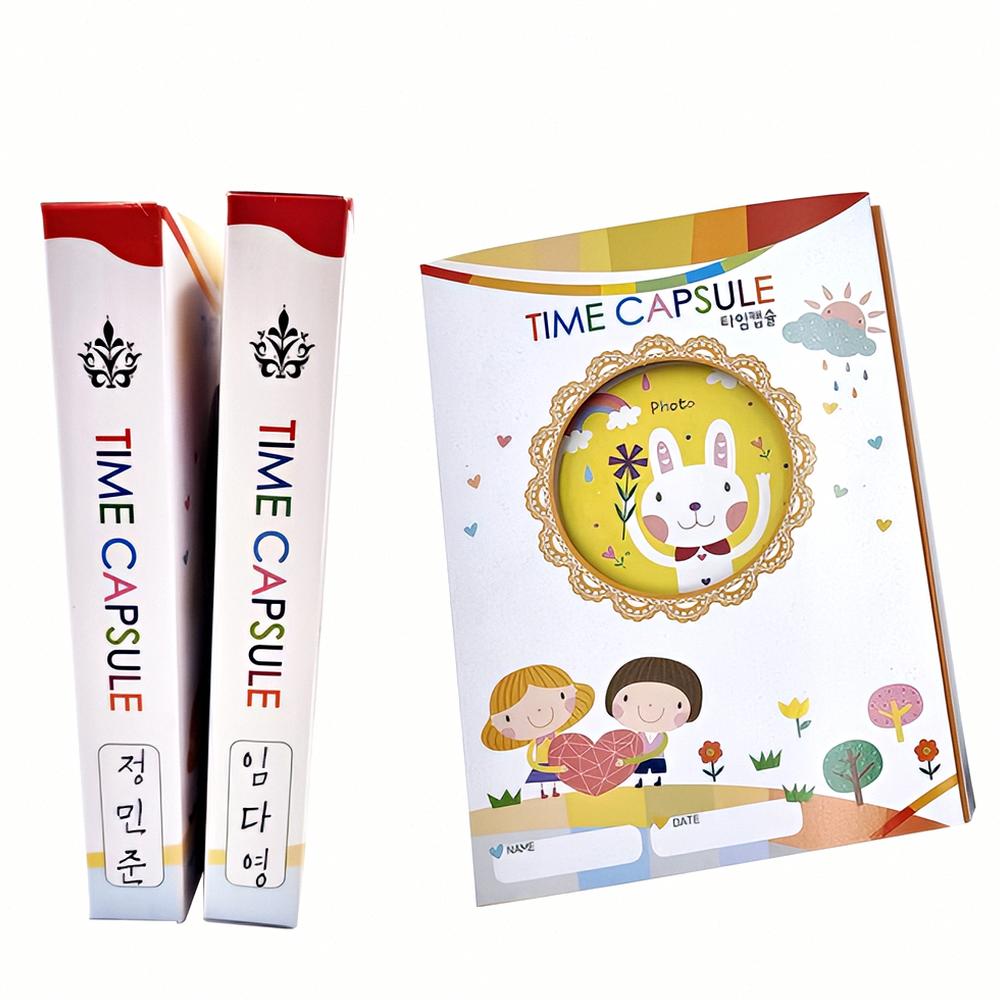 TIME CAPSULE
정민준
TIME CAPSULE
임다영
TIME CAPSULE
타임캡슐
Photo
NAME
DATE